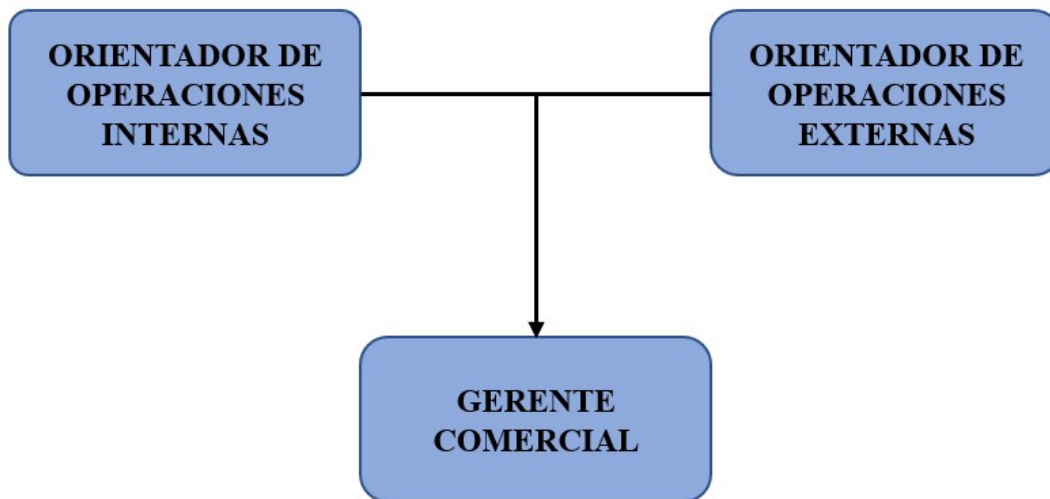 ORIENTADOR DE
OPERACIONES
INTERNAS
ORIENTADOR DE
OPERACIONES
EXTERNAS
GERENTE
COMERCIAL